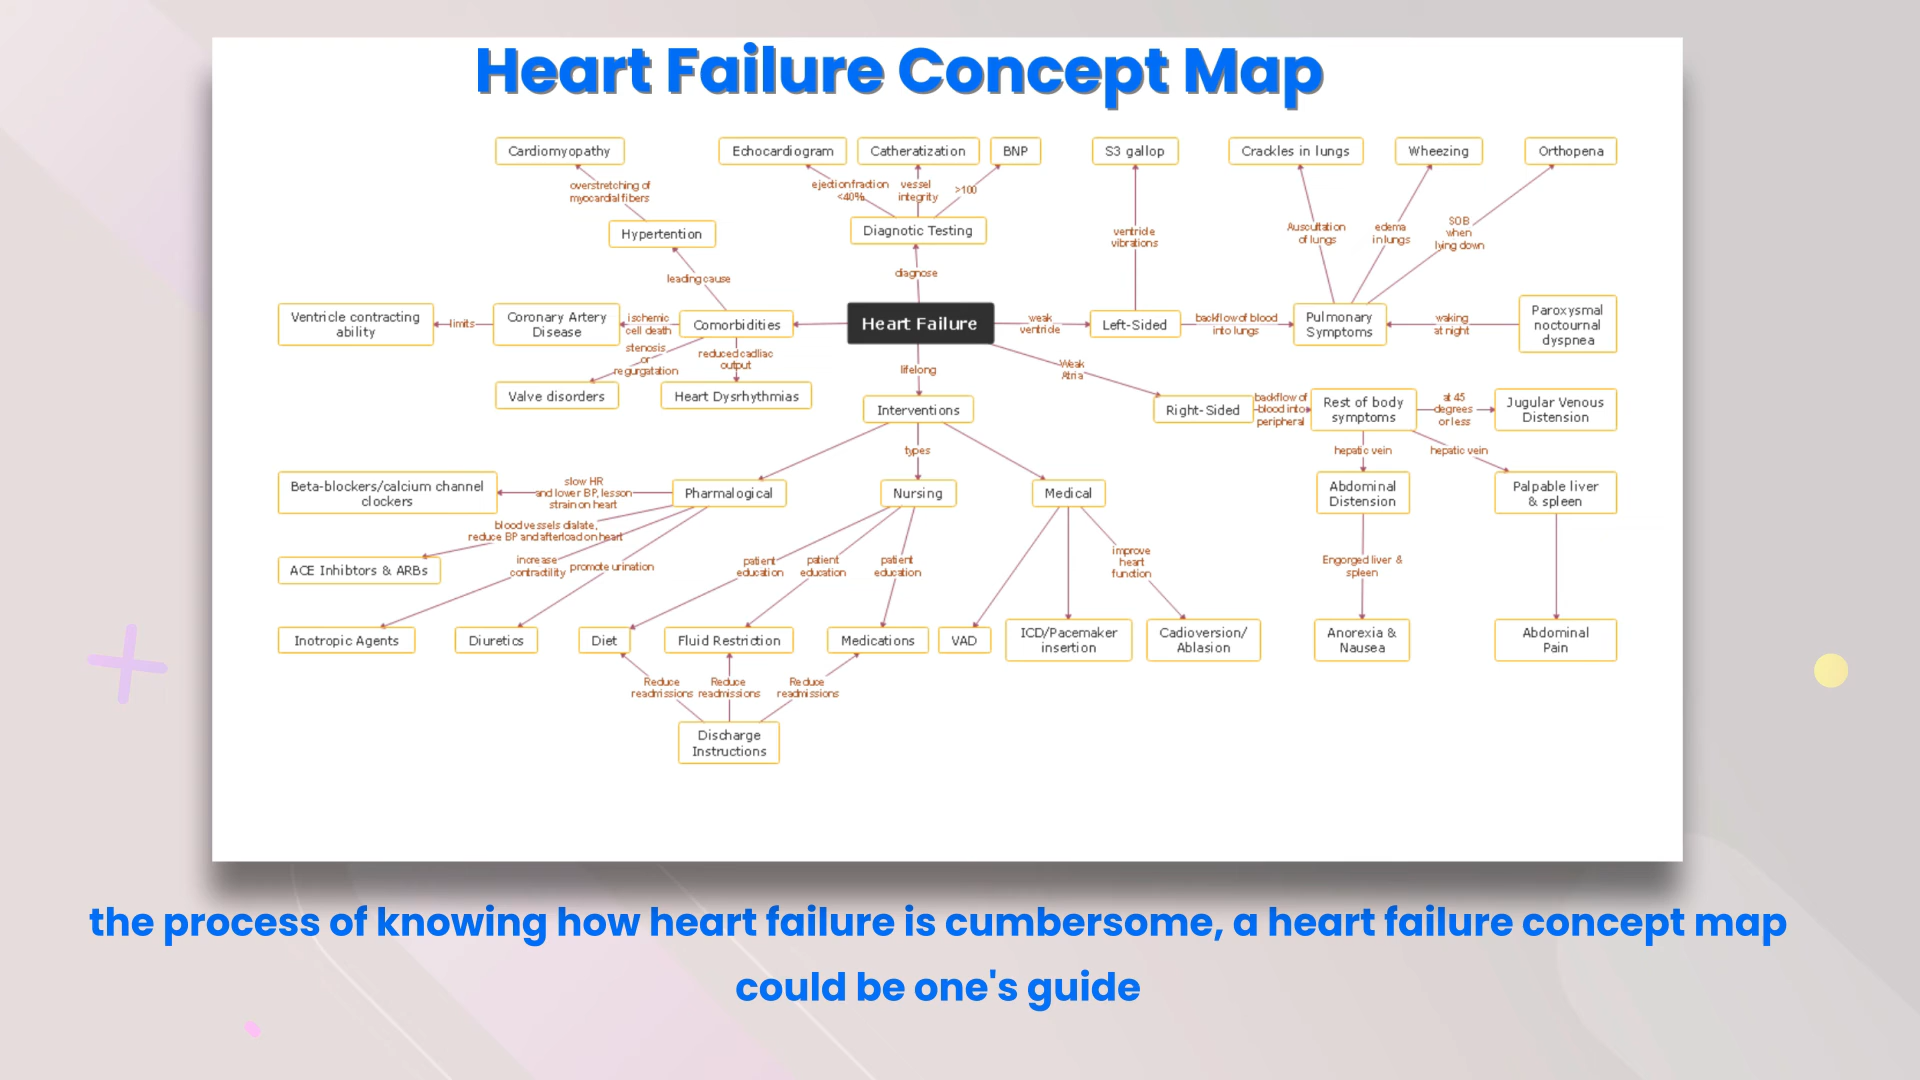 Heart Failure Concept Map
Cardiomyopathy
Echocardiogram
Catheratization
BNP
S3 gallop
Crackles in lungs
Wheezing
Orthopena
overstretching of
myocardial fibers
ejection fraction
<40%
vessel
integrity
>100
Hypertention
Diagnotic Testing
ventricle
vibrations
Auscultation
of lungs
edema
in lungs
SOB
when
lying down
leading cause
diagnose
Ventricle contracting
ability
limits
Coronary Artery
Disease
ischemic
cell death
Comorbidities
Heart Failure
weak
ventricle
Left-Sided
backflow of blood
into lungs
Pulmonary
Symptoms
waking
at night
Paroxysmal
noctournal
dyspnea
stenosis
or
regurgatation
reduced cadliac
output
lifelong
Weak
Atria
Valve disorders
Heart Dysrhythmias
Interventions
Right-Sided
backflow of
blood into
peripheral
Rest of body
symptoms
at 45
degrees
or less
Jugular Venous
Distension
types
hepatic vein
hepatic vein
Beta-blockers/calcium channel
clockers
slow HR
and lower BP, lesson
strain on heart
Pharmalogical
Nursing
Medical
Abdominal
Distension
Palpable liver
& spleen
blood vessels dialate,
reduce BP and afterload on heart
ACE Inhibtors & ARBs
increase
contractility
promote urination
patient
education
patient
education
patient
education
improve
heart
function
Engorged liver &
spleen
Inotropic Agents
Diuretics
Diet
Fluid Restriction
Medications
VAD
ICD/Pacemaker
insertion
Cadioversion/
Ablasion
Anorexia &
Nausea
Abdominal
Pain
Reduce
readmissions
Reduce
readmissions
Reduce
readmissions
Discharge
Instructions
the process of knowing how heart failure is cumbersome, a heart failure concept map
could be one's guide